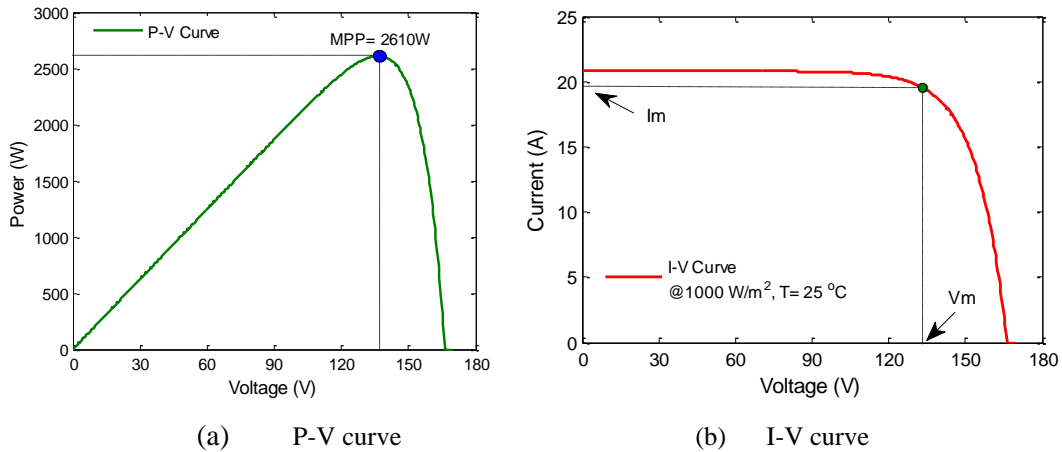 3000
2500
2000
1500
1000
500
0
Power (W)
P-V Curve
MPP= 2610W
0 30 60 90 120 150 180
Voltage (V)
(a) P-V curve
25
20
15
10
5
0
Current (A)
Im
I-V Curve
@1000 W/m², T= 25 °C
Vm
0 30 60 90 120 150 180
Voltage (V)
(b) I-V curve